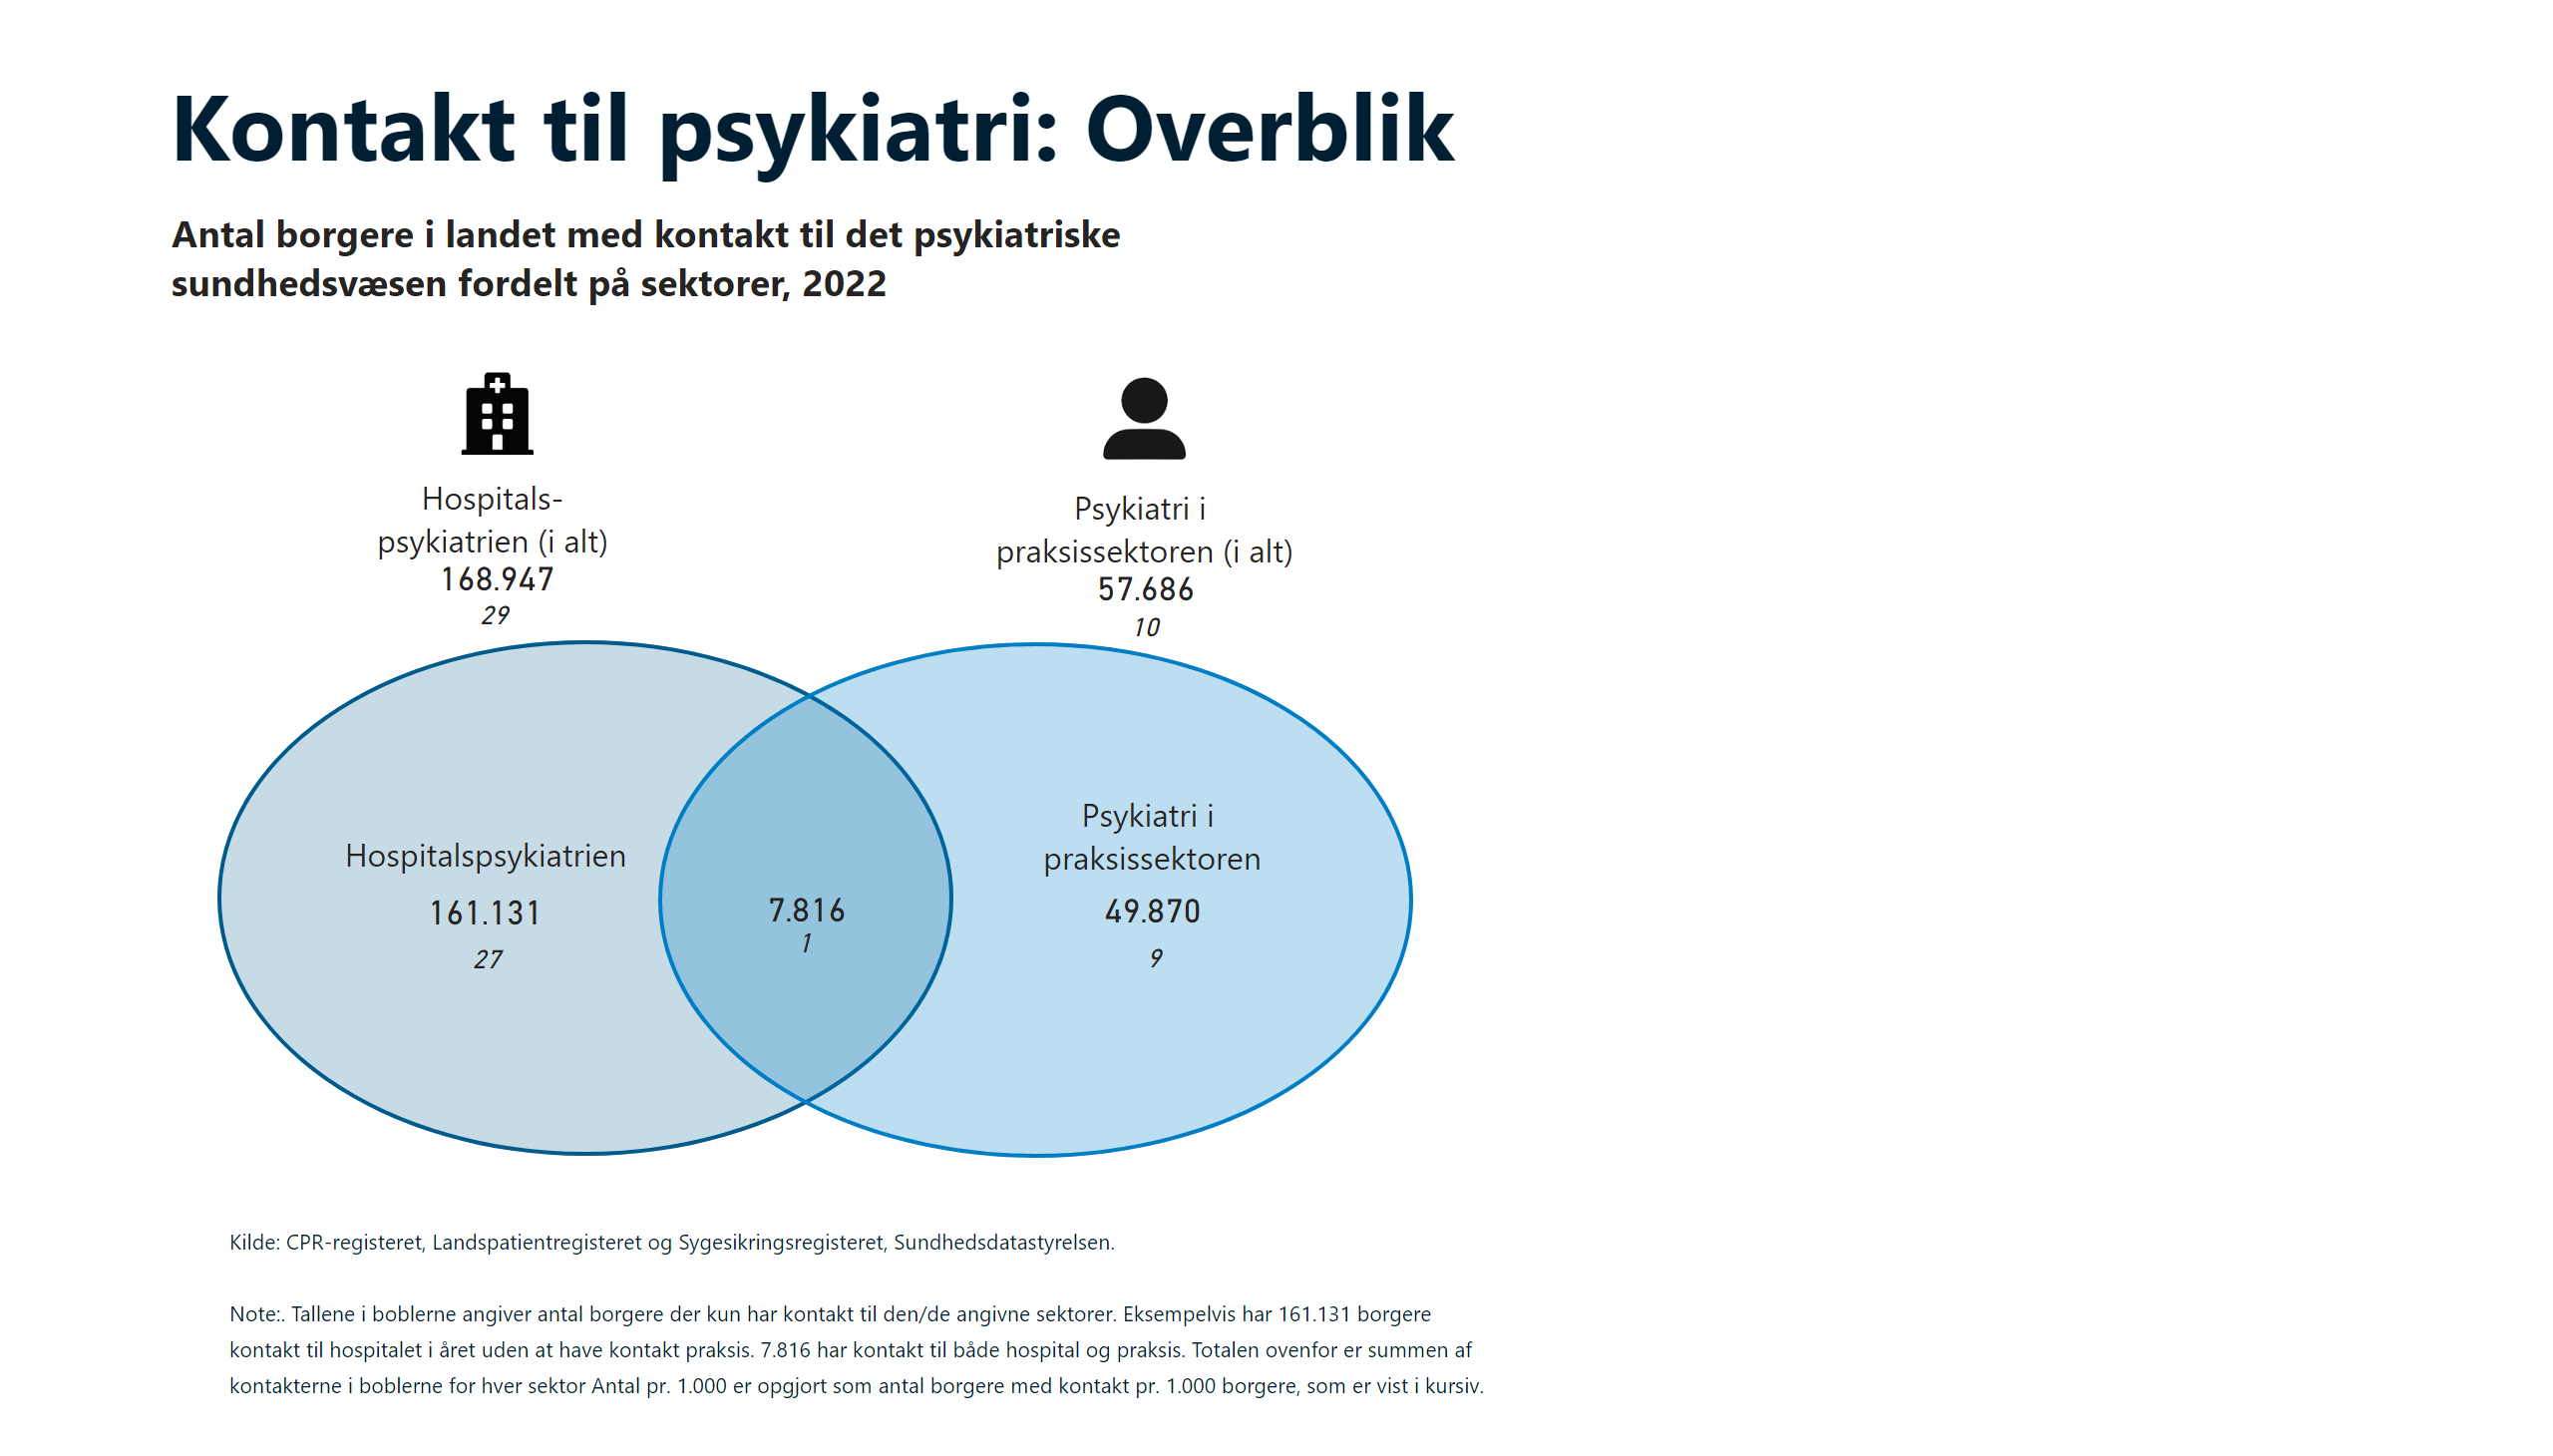 Kontakt til psykiatri: Overblik
Antal borgere i landet med kontakt til det psykiatriske
sundhedsvæsen fordelt på sektorer, 2022
Hospitals-
psykiatrien (i alt)
168.947
29
Psykiatri i
praksissektoren (i alt)
57.686
10
Hospitalspsykiatrien
161.131
27
7.816
1
Psykiatri i
praksissektoren
49.870
9
Kilde: CPR-registeret, Landspatientregisteret og Sygesikringsregisteret, Sundhedsdatastyrelsen.
Note:. Tallene i boblerne angiver antal borgere der kun har kontakt til den/de angivne sektorer. Eksempelvis har 161.131 borgere
kontakt til hospitalet i året uden at have kontakt praksis. 7.816 har kontakt til både hospital og praksis. Totalen ovenfor er summen af
kontakterne i boblerne for hver sektor Antal pr. 1.000 er opgjort som antal borgere med kontakt pr. 1.000 borgere, som er vist i kursiv.